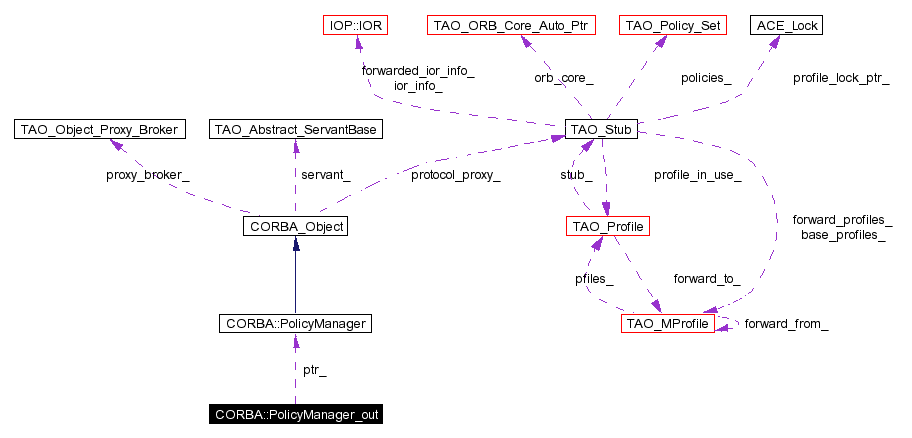 IOP::IOR
TAO_ORB_Core_Auto_Ptr
TAO_Policy_Set
ACE_Lock
forwarded_ior_info_
ior_info_
orb_core_
policies_
profile_lock_ptr_
TAO_Object_Proxy_Broker
TAO_Abstract_ServantBase
TAO_Stub
proxy_broker_
servant_
protocol_proxy_
stub_
profile_in_use_
CORBA_Object
TAO_Profile
forward_profiles_
base_profiles_
pfiles_
forward_to_
CORBA::PolicyManager
TAO_MProfile
forward_from_
ptr_
CORBA::PolicyManager_out